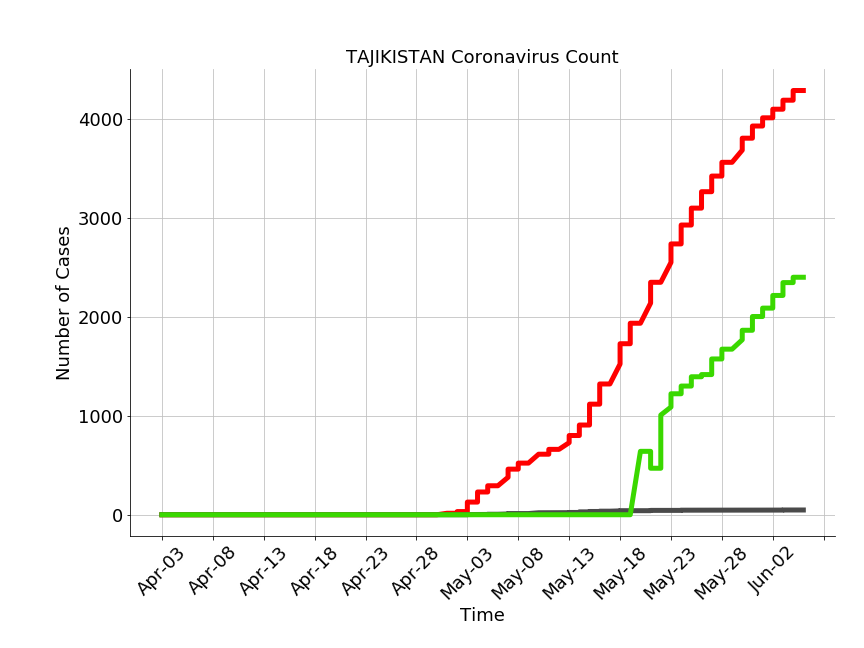 TAJIKISTAN Coronavirus Count
Number of Cases
4000
3000
2000
1000
0
Apr-03
Apr-08
Apr-13
Apr-18
Apr-23
Apr-28
May-03
May-08
May-13
May-18
May-23
May-28
Jun-02
Time